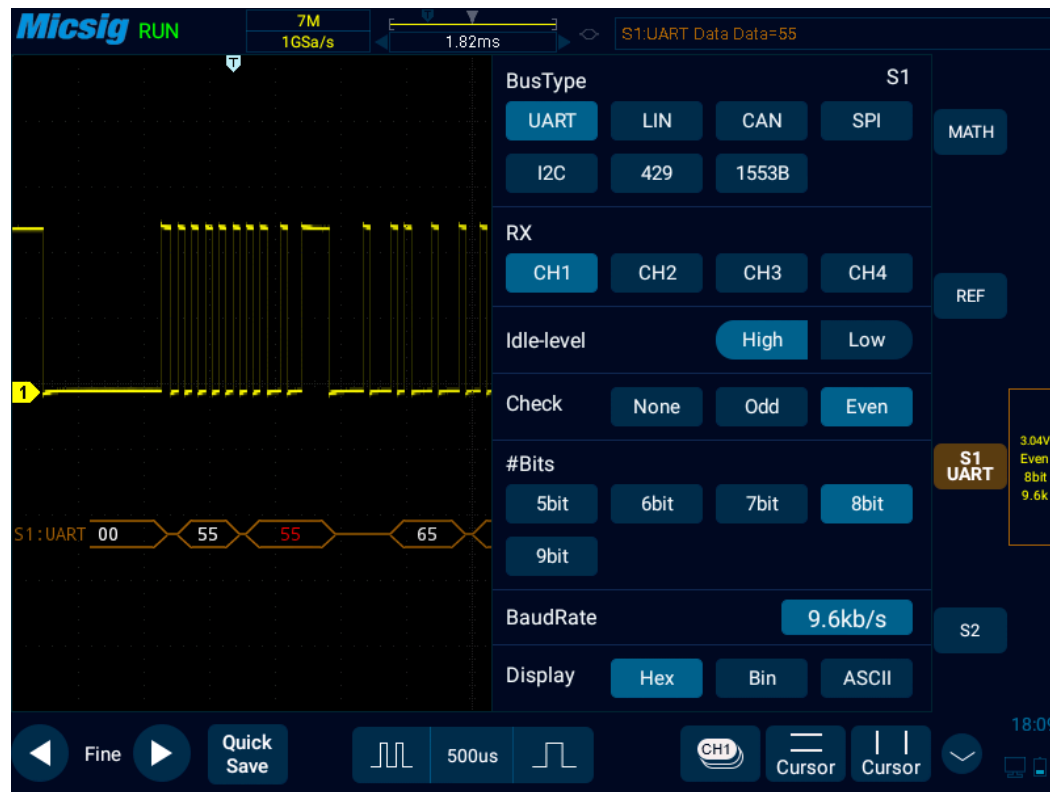 Micsig RUN 7M
1GSa/s 1.82ms S1:UART Data Data=55
T
BusType S1
UART LIN CAN SPI MATH
I2C 429 1553B
RX
CH1 CH2 CH3 CH4
REF
Idle-level High Low
1
Check None Odd Even
#Bits
S1
UART
3.04V
Even
8bit
9.6k
5bit 6bit 7bit 8bit
S1:UART 00 55 55 65
9bit
BaudRate 9.6kb/s S2
Display Hex Bin ASCII
Fine Quick
Save 500us CH1 Cursor Cursor
18:09